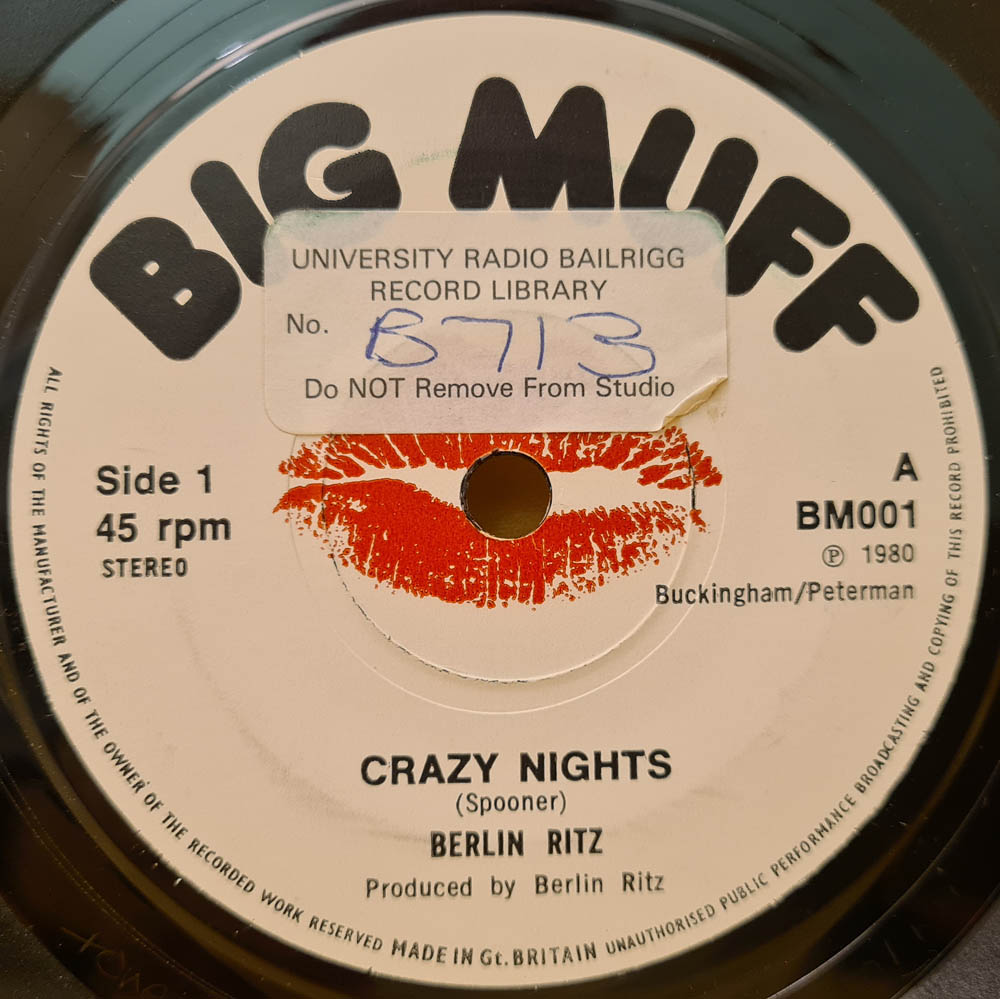 BIG MUFF
UNIVERSITY RADIO BAILRIGG
RECORD LIBRARY
No. B713
Do NOT Remove From Studio
Side 1
45 rpm
STEREO
A
BM001
Ⓟ 1980
Buckingham/Peterman
CRAZY NIGHTS
(Spooner)
BERLIN RITZ
Produced by Berlin Ritz
ALL RIGHTS OF THE MANUFACTURER AND OF THE OWNER OF THE RECORDED WORK RESERVED MADE IN Gt. BRITAIN UNAUTHORISED PUBLIC PERFORMANCE BROADCASTING AND COPYING OF THIS RECORD PROHIBITED